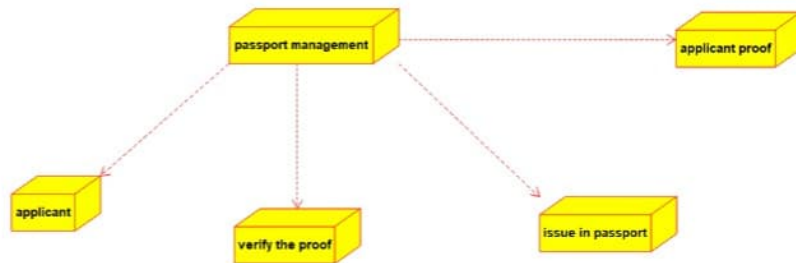 passport management
applicant proof
applicant
verify the proof
issue in passport